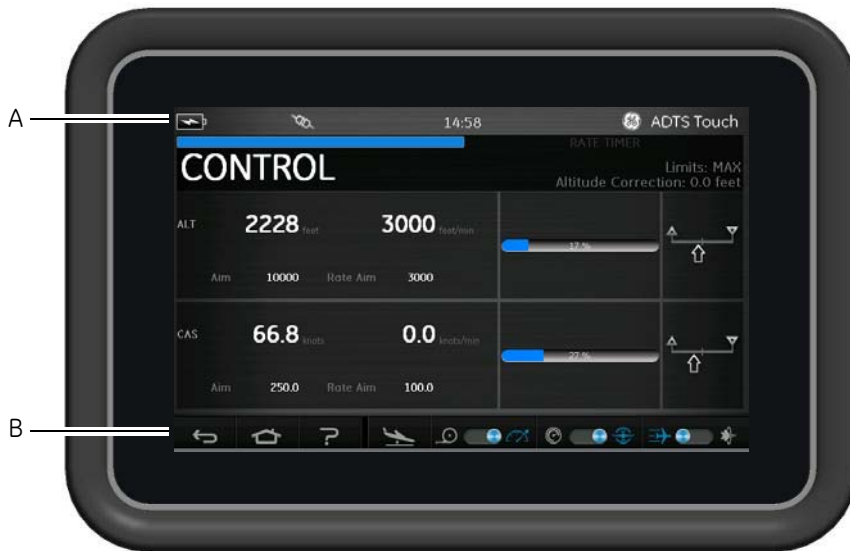 A
14:58
ADTS Touch
RATE TIMER
CONTROL
Limits: MAX
Altitude Correction: 0.0 feet
ALT 2228 feet 3000 feet/min
17 %
Aim 10000 Rate Aim 3000
CAS 66.8 knots 0.0 knots/min
27 %
Aim 250.0 Rate Aim 100.0
B
?